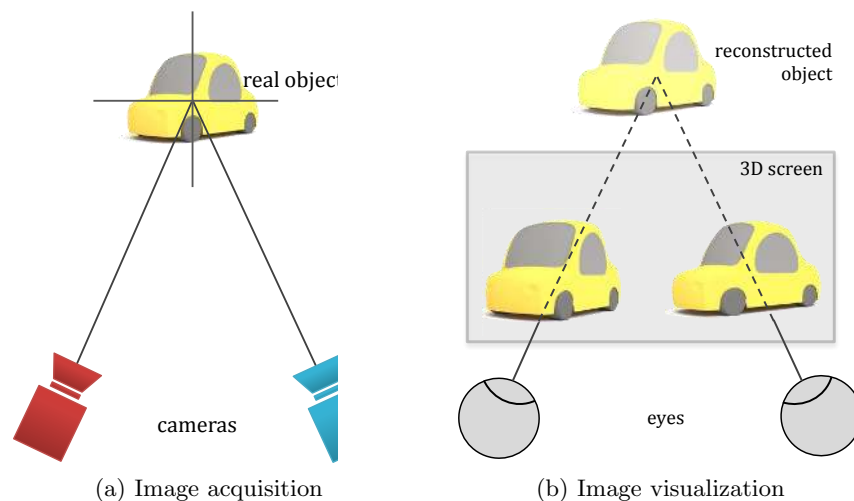 real object
cameras
(a) Image acquisition
reconstructed
object
3D screen
eyes
(b) Image visualization